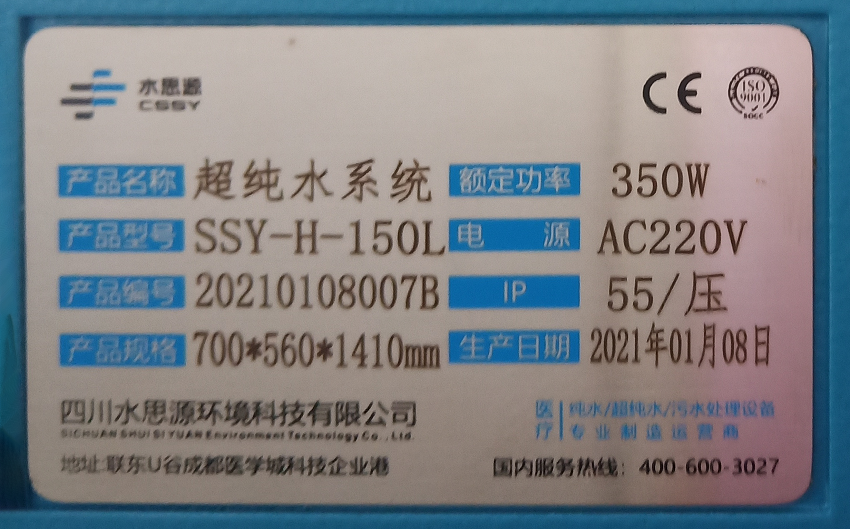 水思源
CSSY
CE
ISO
9001
SQCC
产品名称 超纯水系统 额定功率 350W
产品型号 SSY-H-150L 电 源 AC220V
产品编号 20210108007B IP 55/压
产品规格 700*560*1410mm 生产日期 2021年01月08日
四川水思源环境科技有限公司
SICHUAN SHUI SI YUAN Environment Technology Co., Ltd.
医疗 纯水/超纯水/污水处理设备
专业制造运营商
地址:联东U谷成都医学城科技企业港
国内服务热线：400-600-3027